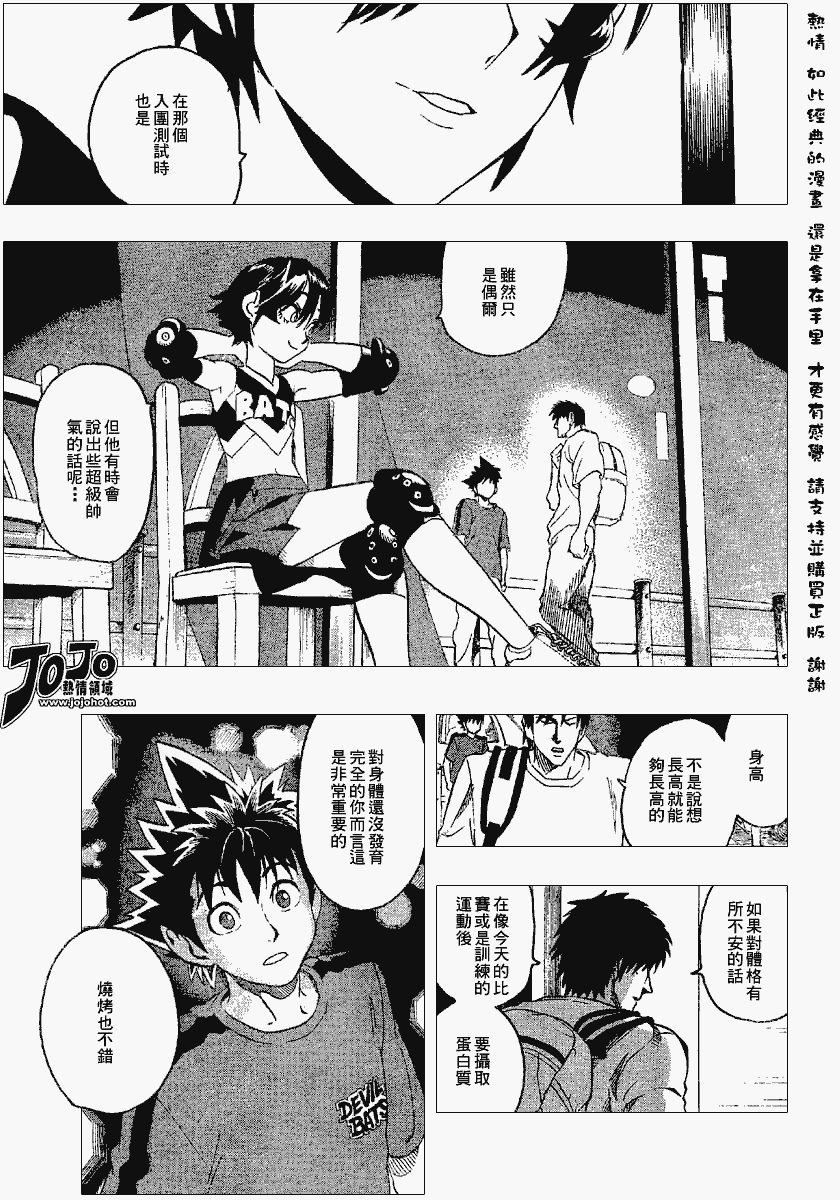 在那個
入團測試時
也是
雖然只
是偶爾
BATS
但他有時會
說出些超級帥
氣的話呢…
身高
不是說想
長高就能
夠長高的
如果對體格有
所不安的話
在像今天的比
賽或是訓練的
運動後
要攝取
蛋白質
對身體還沒發育
完全的你而言這
是非常重要的
燒烤也不錯
DEVIL
BATS
JOJO
熱情領域
www.jojohot.com
熱情 如此經典的漫畫 還是拿在手里 才更有感覺 請支持並購買正版 謝謝